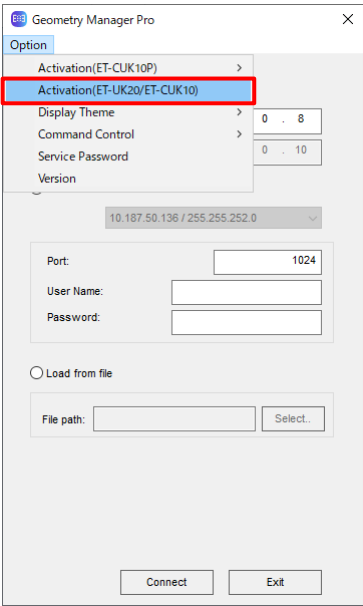 Geometry Manager Pro
Option
Activation(ET-CUK10P)
Activation(ET-UK20/ET-CUK10)
Display Theme
Command Control
Service Password
Version
0 . 8
0 . 10
10.187.50.136 / 255.255.252.0
Port: 1024
User Name:
Password:
Load from file
File path: Select..
Connect Exit